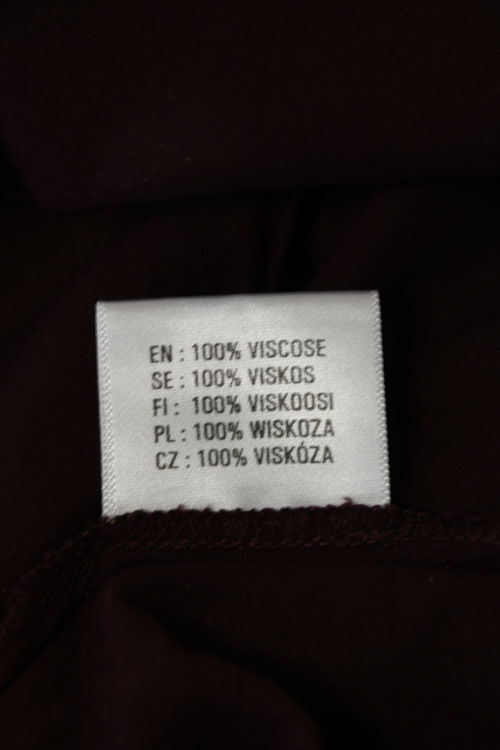 EN : 100% VISCOSE
SE : 100% VISKOS
FI : 100% VISKOOSI
PL : 100% WISKOZA
CZ : 100% VISKÓZA